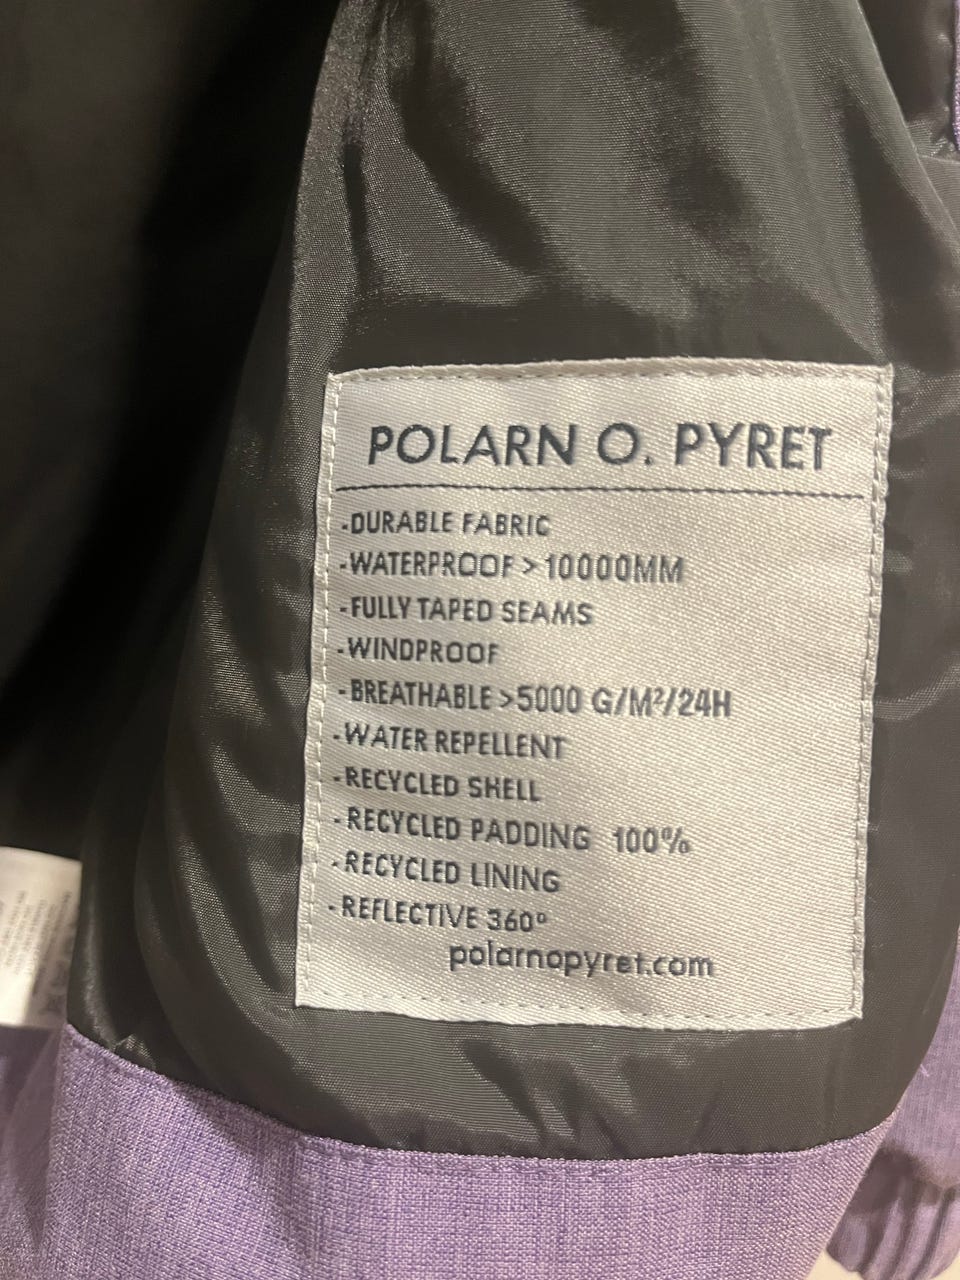 POLARN O. PYRET
-DURABLE FABRIC
-WATERPROOF > 10000MM
-FULLY TAPED SEAMS
-WINDPROOF
-BREATHABLE >5000 G/M²/24H
-WATER REPELLENT
-RECYCLED SHELL
-RECYCLED PADDING 100%
-RECYCLED LINING
-REFLECTIVE 360°
polarnopyret.com